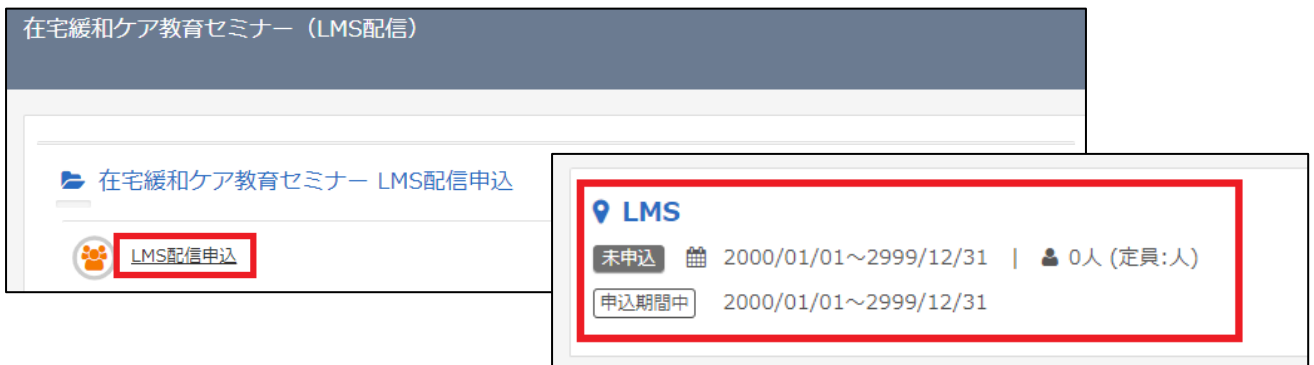 在宅緩和ケア教育セミナー（LMS配信）
在宅緩和ケア教育セミナー LMS配信申込
LMS配信申込
LMS
未申込 2000/01/01～2999/12/31 | 0人 (定員:人)
申込期間中 2000/01/01～2999/12/31